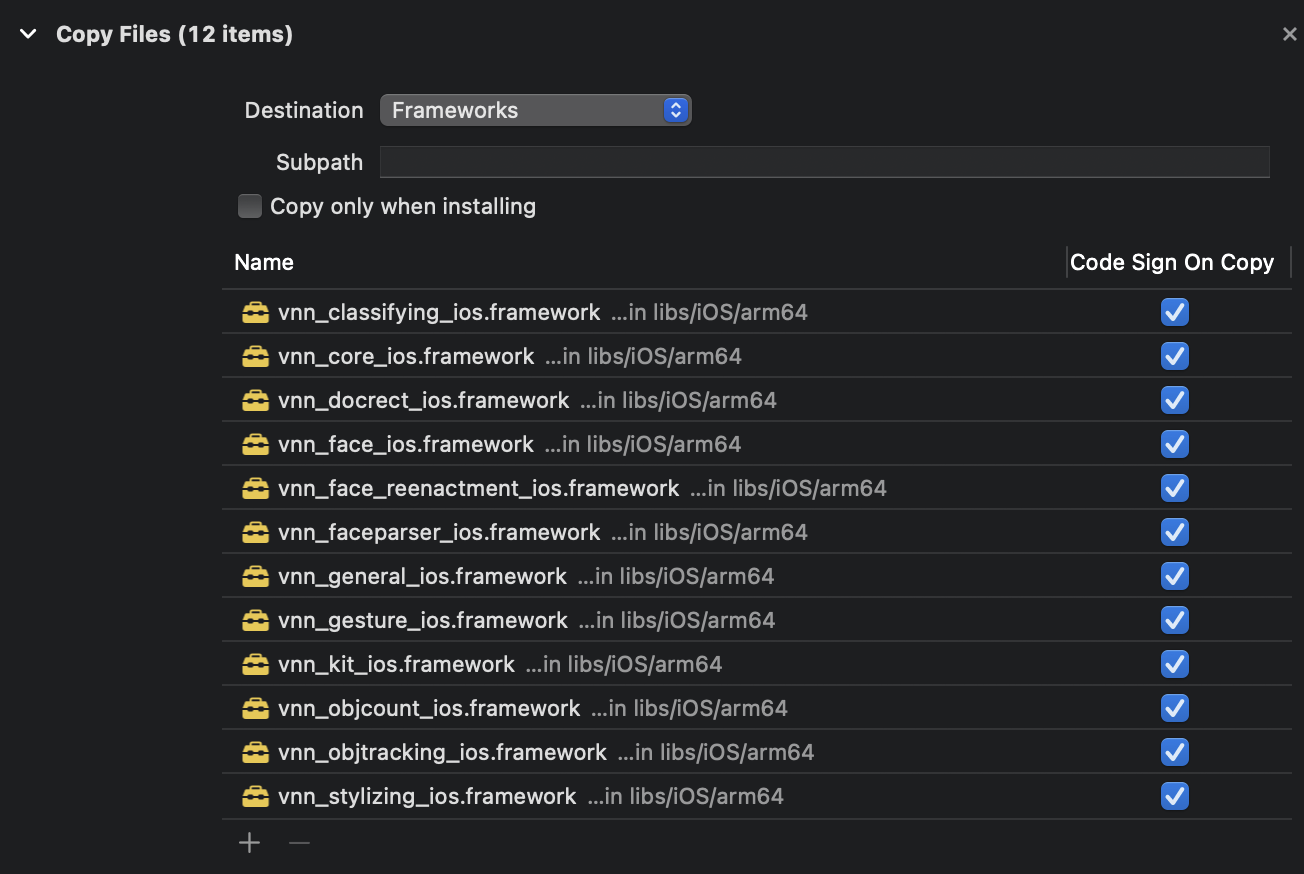 Copy Files (12 items)
Destination Frameworks
Subpath
Copy only when installing
Name Code Sign On Copy
vnn_classifying_ios.framework ...in libs/iOS/arm64
vnn_core_ios.framework ...in libs/iOS/arm64
vnn_docrect_ios.framework ...in libs/iOS/arm64
vnn_face_ios.framework ...in libs/iOS/arm64
vnn_face_reenactment_ios.framework ...in libs/iOS/arm64
vnn_faceparser_ios.framework ...in libs/iOS/arm64
vnn_general_ios.framework ...in libs/iOS/arm64
vnn_gesture_ios.framework ...in libs/iOS/arm64
vnn_kit_ios.framework ...in libs/iOS/arm64
vnn_objcount_ios.framework ...in libs/iOS/arm64
vnn_objtracking_ios.framework ...in libs/iOS/arm64
vnn_stylizing_ios.framework ...in libs/iOS/arm64